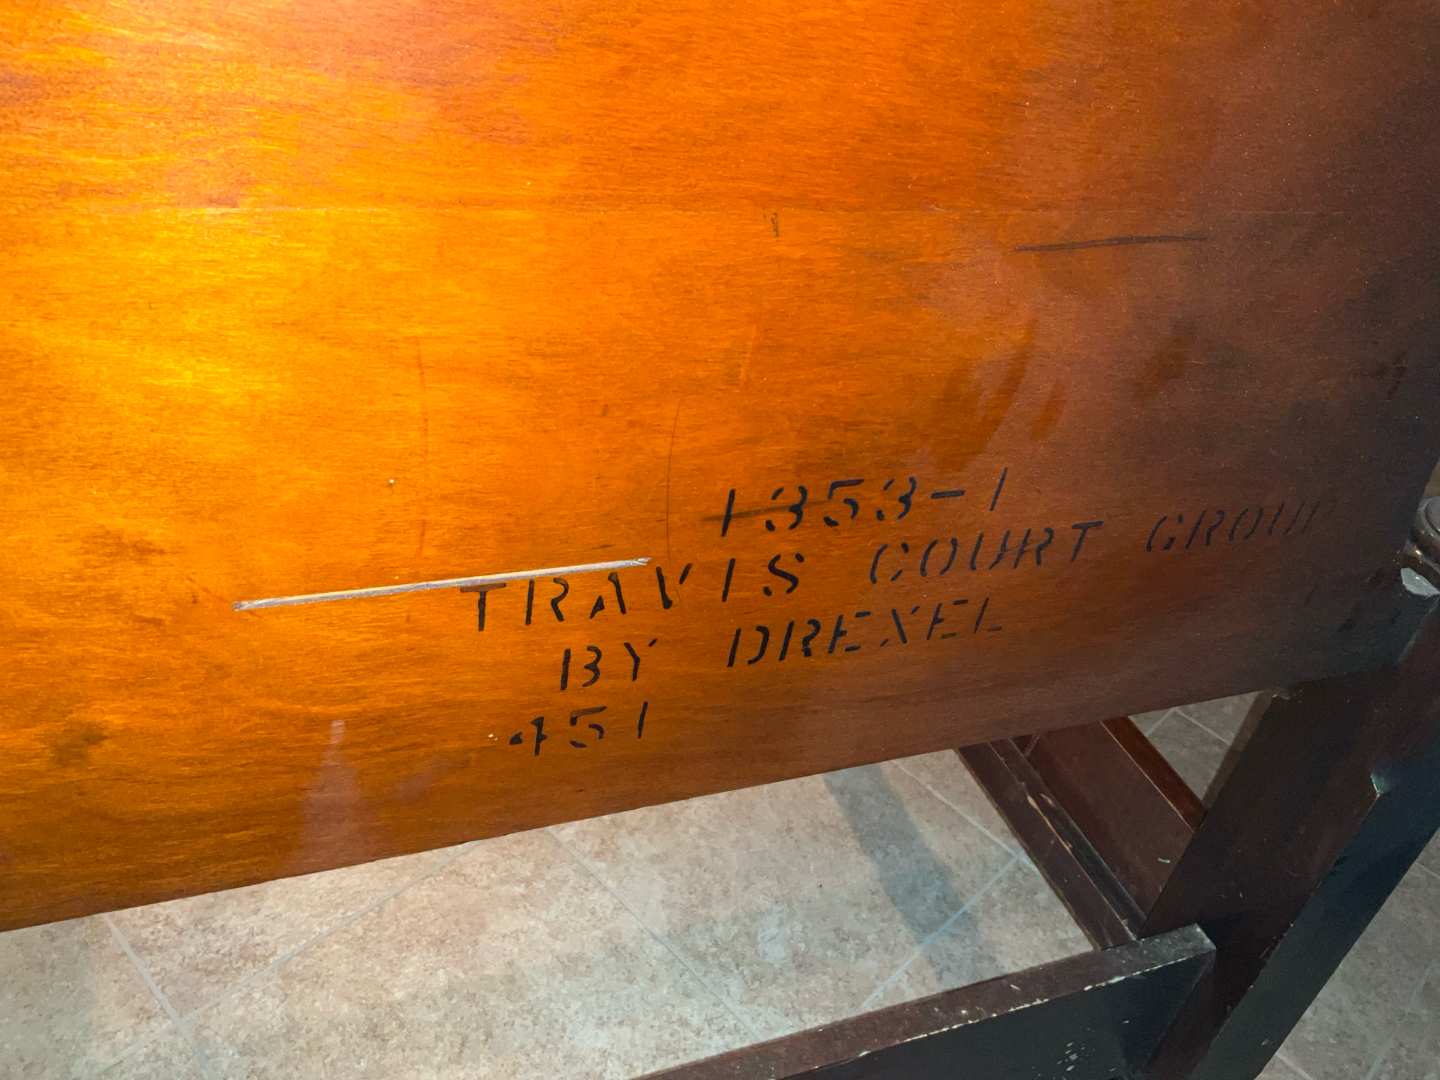 1353-1
TRAVIS COURT GROUP
BY DREXEL
451